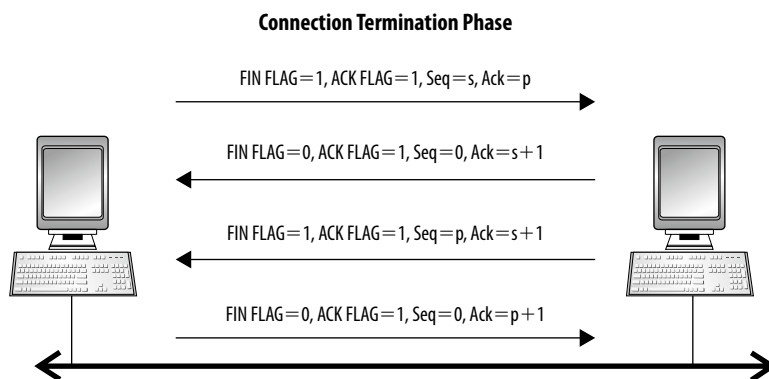 Connection Termination Phase
FIN FLAG=1, ACK FLAG=1, Seq=s, Ack=p
FIN FLAG=0, ACK FLAG=1, Seq=0, Ack=s+1
FIN FLAG=1, ACK FLAG=1, Seq=p, Ack=s+1
FIN FLAG=0, ACK FLAG=1, Seq=0, Ack=p+1